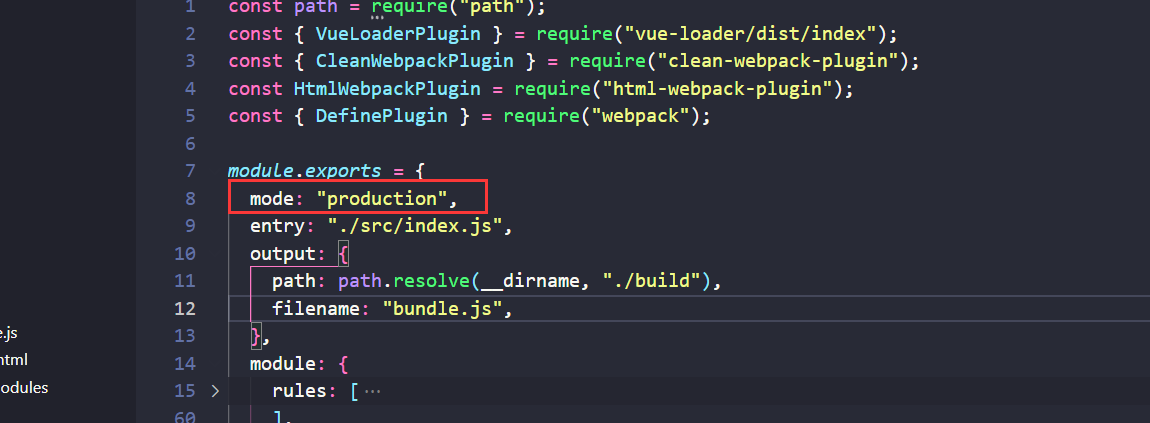 1 const path = require("path");
2 const { VueLoaderPlugin } = require("vue-loader/dist/index");
3 const { CleanWebpackPlugin } = require("clean-webpack-plugin");
4 const HtmlWebpackPlugin = require("html-webpack-plugin");
5 const { DefinePlugin } = require("webpack");
6
7 module.exports = {
8 mode: "production",
9 entry: "./src/index.js",
10 output: {
11 path: path.resolve(__dirname, "./build"),
12 filename: "bundle.js",
13 },
14 module: {
15 > rules: [ ...
60 ],
e.js
html
odules